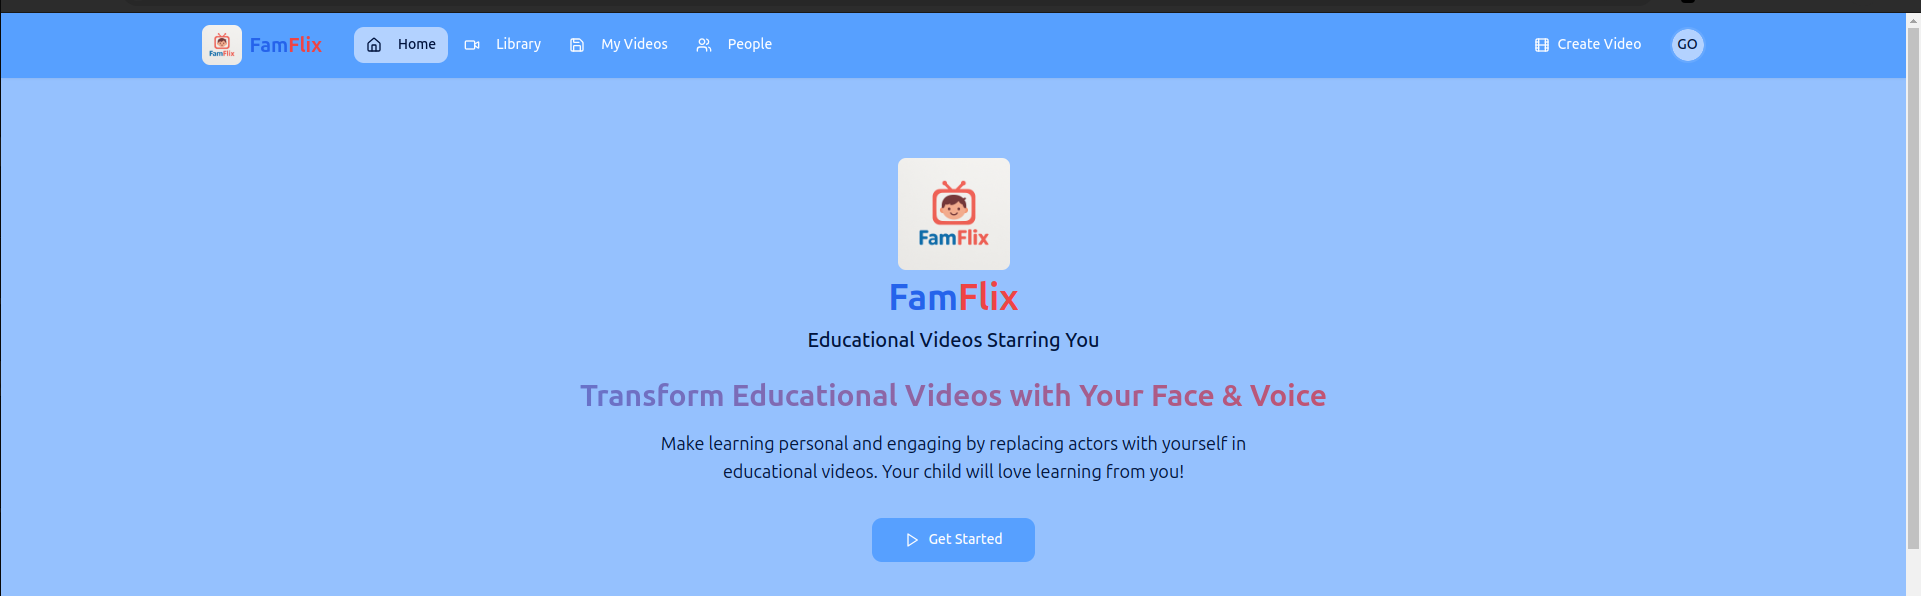 FamFlix FamFlix Home Library My Videos People Create Video GO
FamFlix
FamFlix
Educational Videos Starring You
Transform Educational Videos with Your Face & Voice
Make learning personal and engaging by replacing actors with yourself in
educational videos. Your child will love learning from you!
Get Started